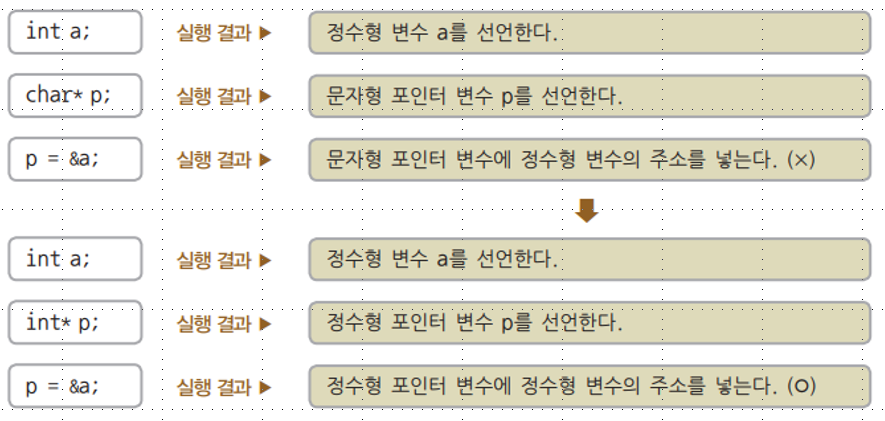 int a; 실행 결과 ▶ 정수형 변수 a를 선언한다.
char* p; 실행 결과 ▶ 문자형 포인터 변수 p를 선언한다.
p = &a; 실행 결과 ▶ 문자형 포인터 변수에 정수형 변수의 주소를 넣는다. (×)
int a; 실행 결과 ▶ 정수형 변수 a를 선언한다.
int* p; 실행 결과 ▶ 정수형 포인터 변수 p를 선언한다.
p = &a; 실행 결과 ▶ 정수형 포인터 변수에 정수형 변수의 주소를 넣는다. (O)